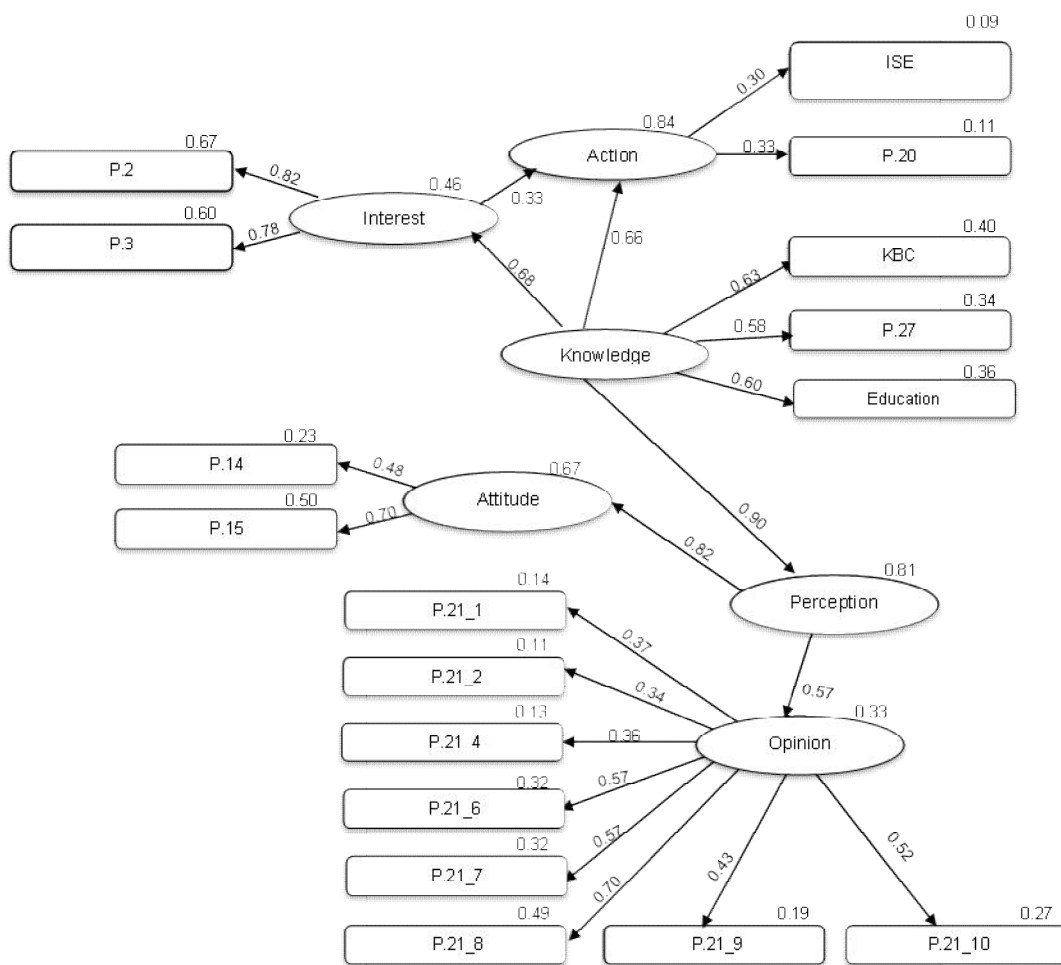 0.09
ISE
0.30
0.84
Action
0.33
0.11
P.20
0.67
P.2
0.82
0.46
Interest
0.33
0.60
P.3
0.78
0.66
0.40
KBC
0.63
0.68
0.34
P.27
0.58
Knowledge
0.36
Education
0.60
0.23
P.14
0.48
0.67
Attitude
0.50
P.15
0.70
0.90
0.82
0.81
Perception
0.14
P.21_1
0.37
0.11
P.21_2
0.34
0.57
0.13
P.21_4
0.36
0.33
Opinion
0.32
P.21_6
0.57
0.32
P.21_7
0.57
0.49
P.21_8
0.70
0.43
0.19
P.21_9
0.52
0.27
P.21_10